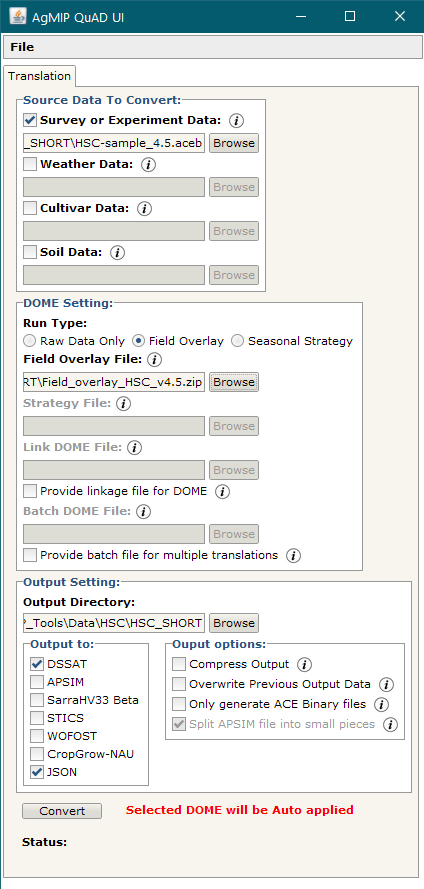 AgMIP QuAD UI
File
Translation
Source Data To Convert:
Survey or Experiment Data:
_SHORT\HSC-sample_4.5.aceb Browse
Weather Data:
Browse
Cultivar Data:
Browse
Soil Data:
Browse
DOME Setting:
Run Type:
Raw Data Only Field Overlay Seasonal Strategy
Field Overlay File:
RT\Field_overlay_HSC_v4.5.zip Browse
Strategy File:
Browse
Link DOME File:
Browse
Provide linkage file for DOME
Batch DOME File:
Browse
Provide batch file for multiple translations
Output Setting:
Output Directory:
P_Tools\Data\HSC\HSC_SHORT Browse
Output to:
DSSAT
APSIM
SarraHV33 Beta
STICS
WOFOST
CropGrow-NAU
JSON
Ouput options:
Compress Output
Overwrite Previous Output Data
Only generate ACE Binary files
Split APSIM file into small pieces
Convert Selected DOME will be Auto applied
Status: